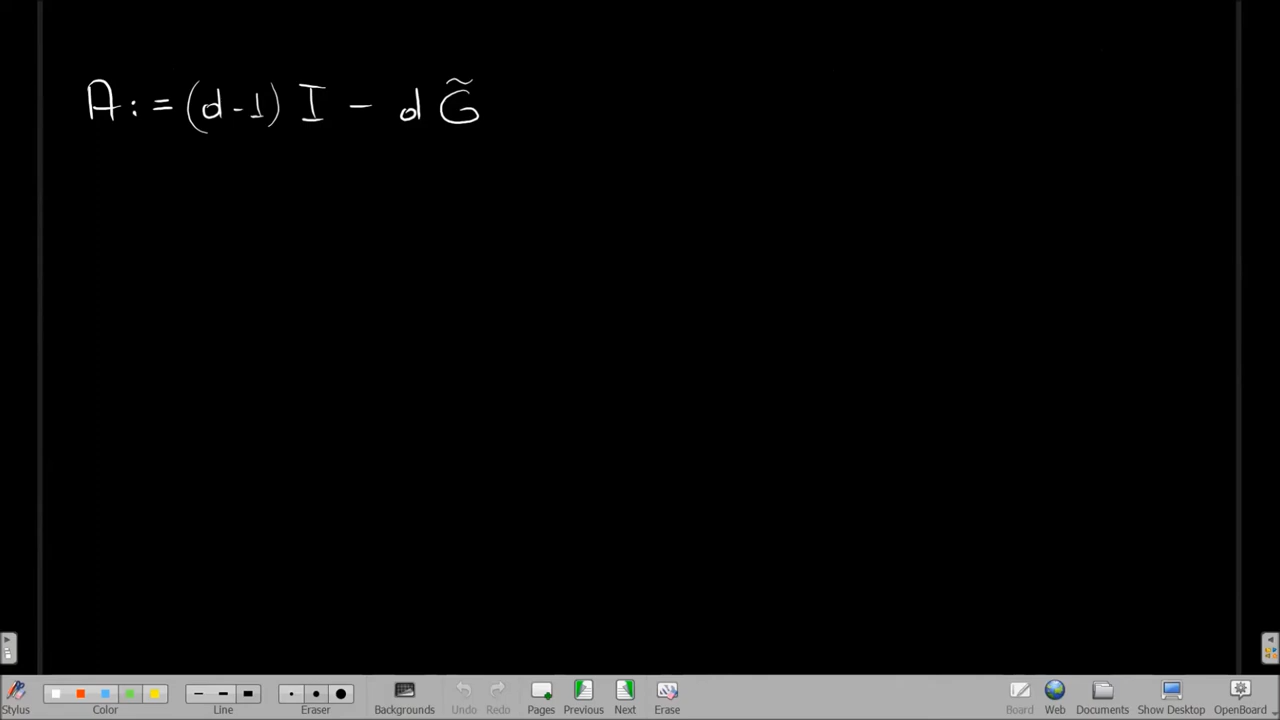 A := (d-1) I - d G̃
Stylus Color Line Eraser Backgrounds Undo Redo Pages Previous Next Erase Board Web Documents Show Desktop OpenBoard